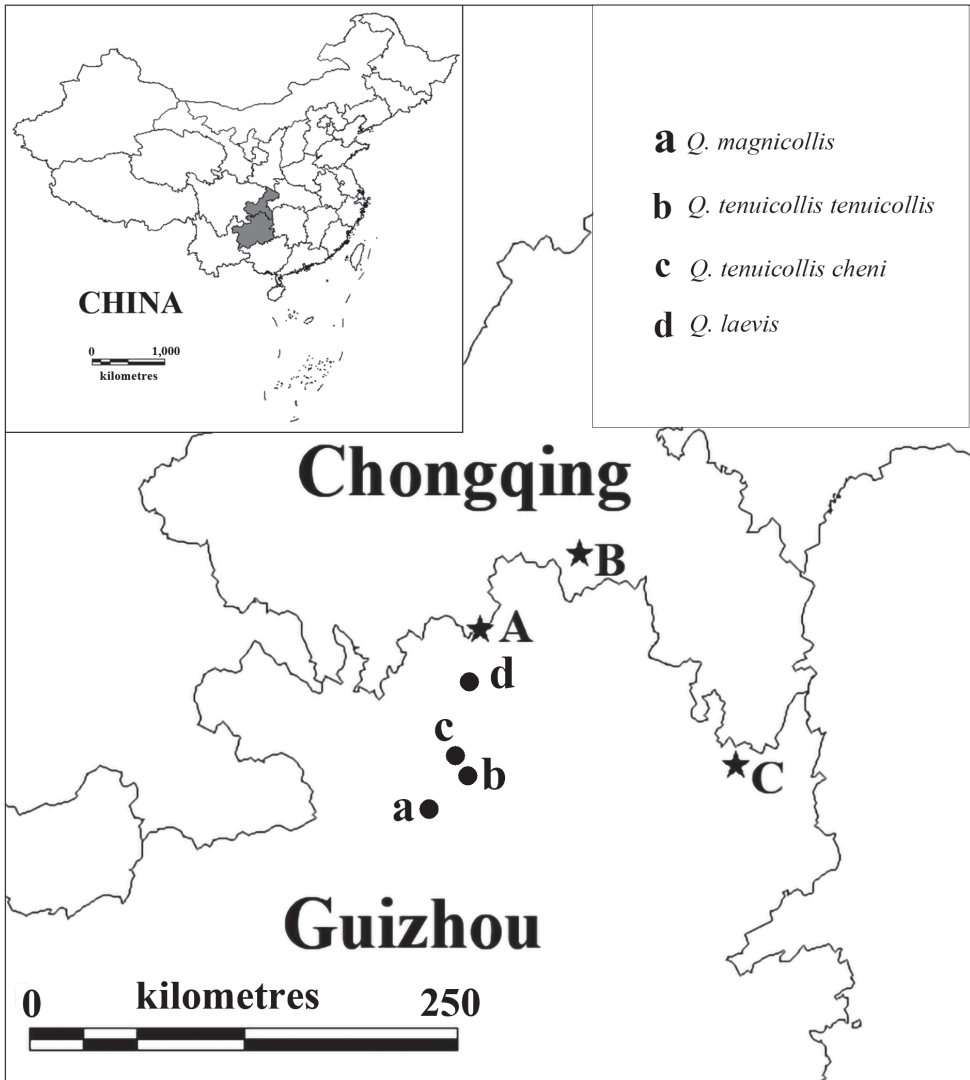 CHINA
0 1,000
kilometres
a Q. magnicollis
b Q. tenuicollis tenuicollis
c Q. tenuicollis cheni
d Q. laevis
Chongqing
B
A
d
c
b
C
a
Guizhou
0 kilometres 250